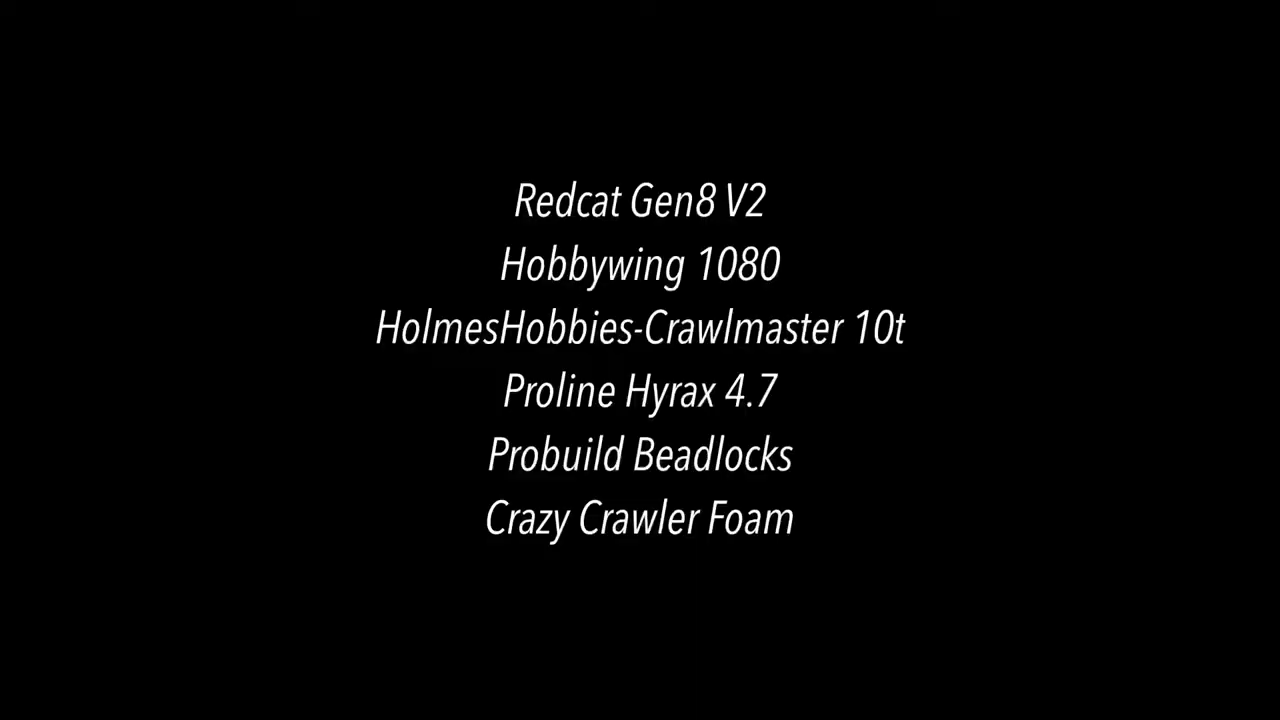 Redcat Gen8 V2
Hobbywing 1080
HolmesHobbies-Crawlmaster 10t
Proline Hyrax 4.7
Probuild Beadlocks
Crazy Crawler Foam